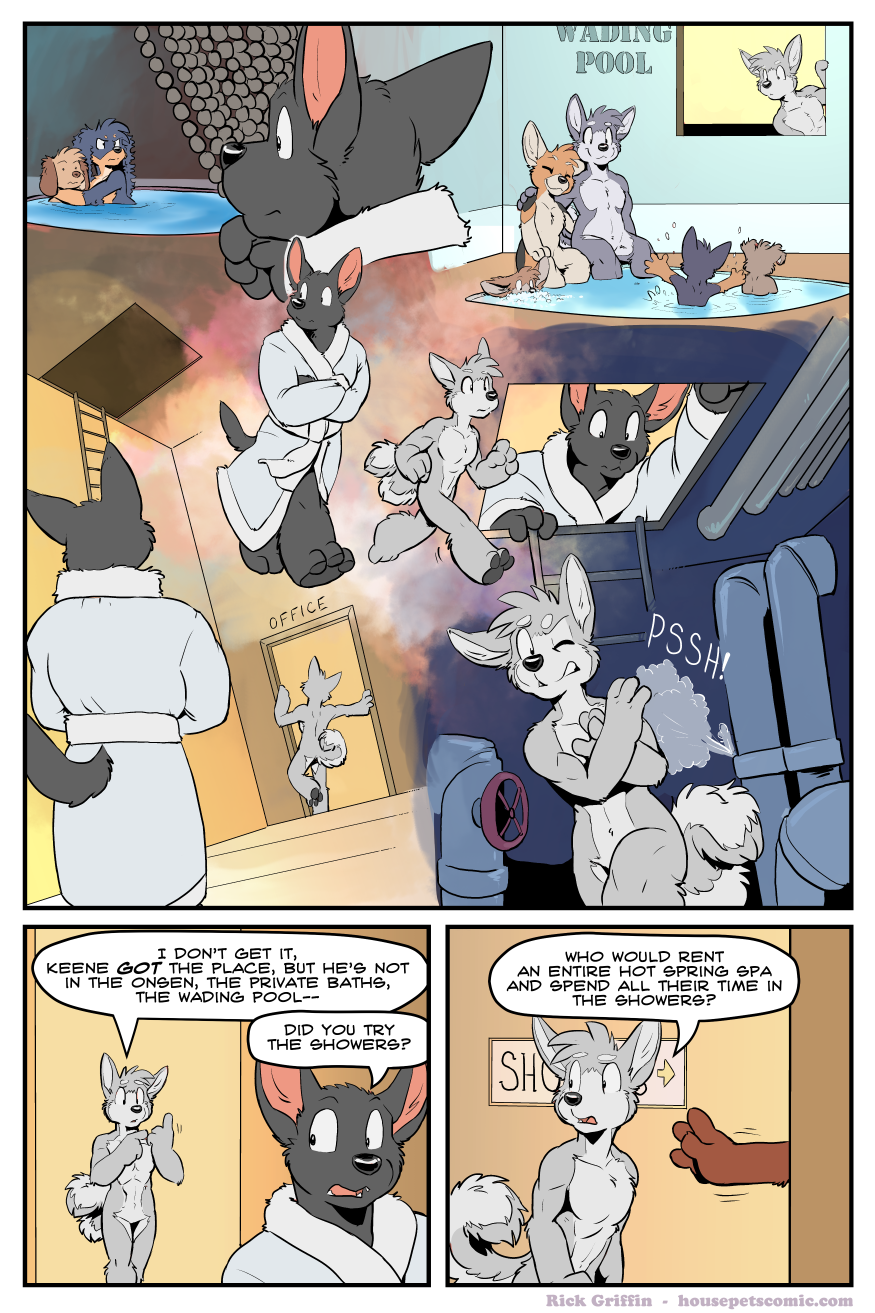 WADING
POOL
OFFICE
PSSH!
I DON'T GET IT,
KEENE GOT THE PLACE, BUT HE'S NOT
IN THE ONSEN, THE PRIVATE BATHS,
THE WADING POOL--
DID YOU TRY
THE SHOWERS?
WHO WOULD RENT
AN ENTIRE HOT SPRING SPA
AND SPEND ALL THEIR TIME IN
THE SHOWERS?
Rick Griffin - housepetscomic.com